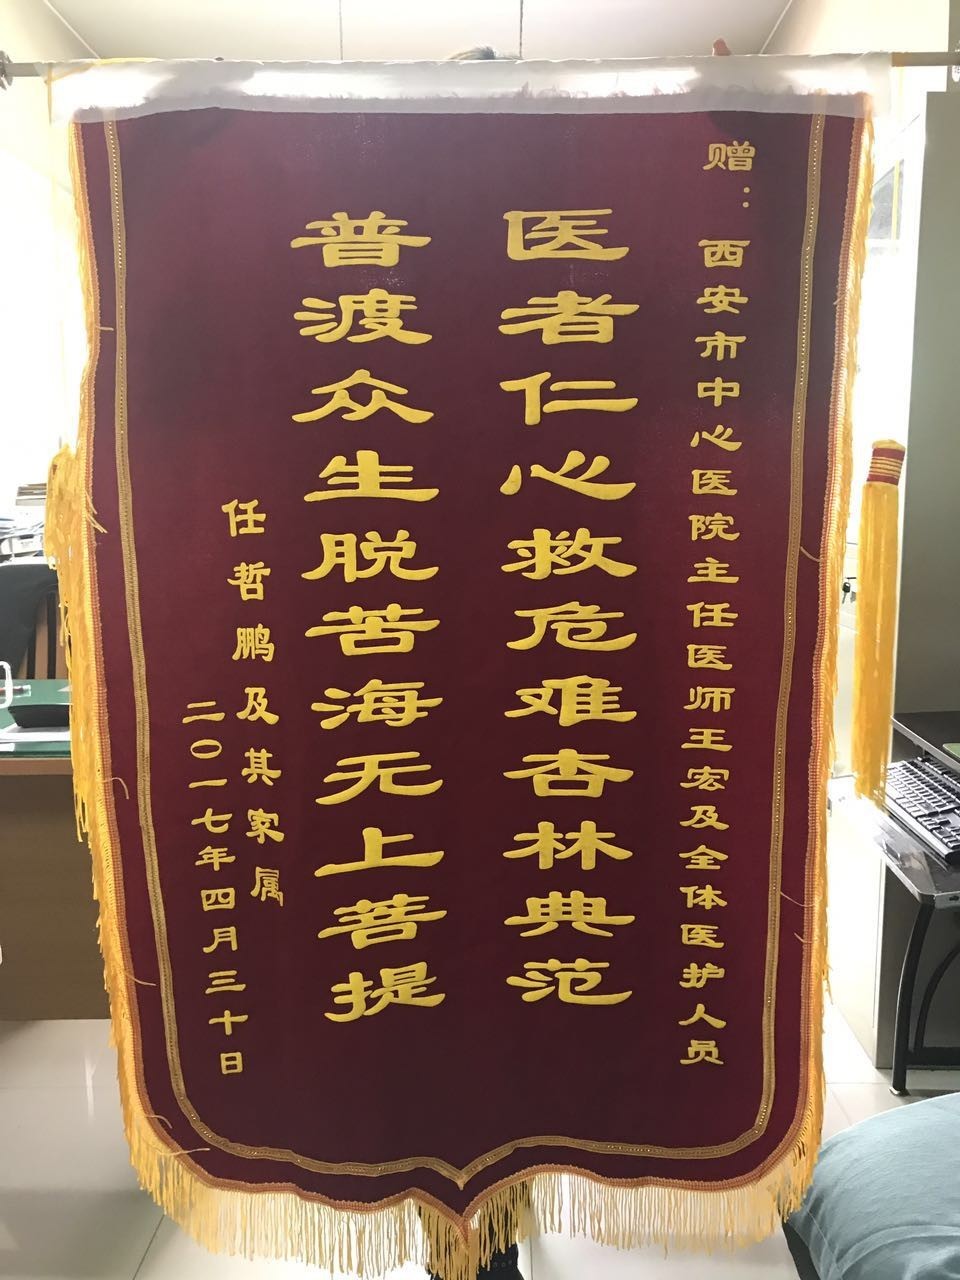 赠：西安市中心医院主任医师王宏及全体医护人员
医者仁心救危难杏林典范
普渡众生脱苦海无上菩提
任哲鹏及其家属
二〇一七年四月三十日